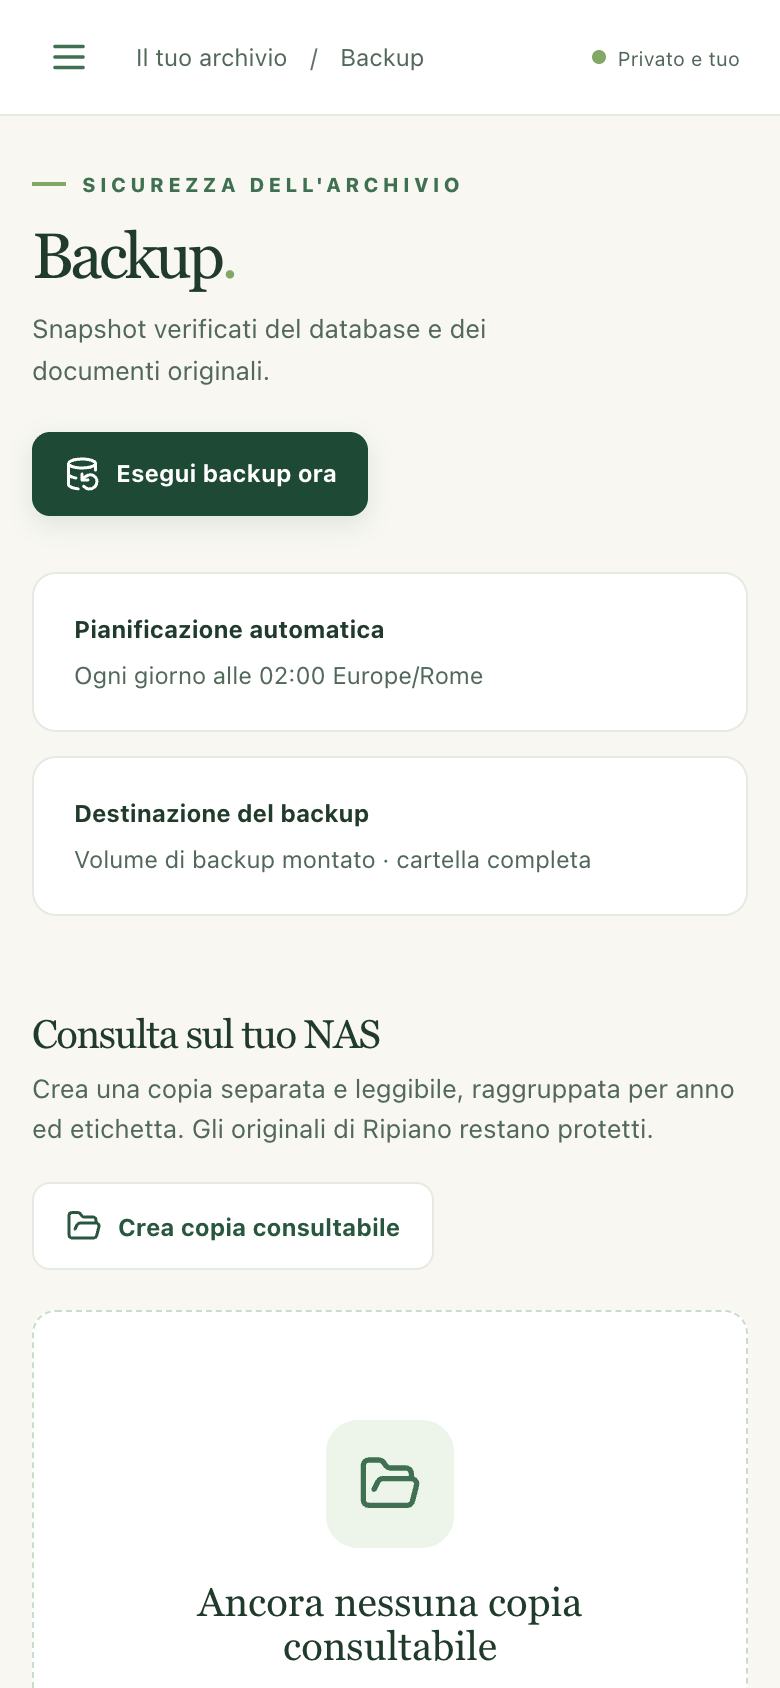 Il tuo archivio / Backup
Privato e tuo
SICUREZZA DELL'ARCHIVIO
Backup.
Snapshot verificati del database e dei
documenti originali.
Esegui backup ora
Pianificazione automatica
Ogni giorno alle 02:00 Europe/Rome
Destinazione del backup
Volume di backup montato · cartella completa
Consulta sul tuo NAS
Crea una copia separata e leggibile, raggruppata per anno
ed etichetta. Gli originali di Ripiano restano protetti.
Crea copia consultabile
Ancora nessuna copia
consultabile